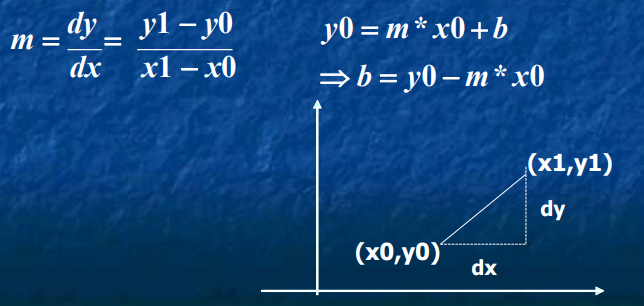 m = dy/dx = y1 − y0 / x1 − x0
y0 = m * x0 + b
⇒ b = y0 − m * x0
(x1,y1)
dy
(x0,y0)
dx